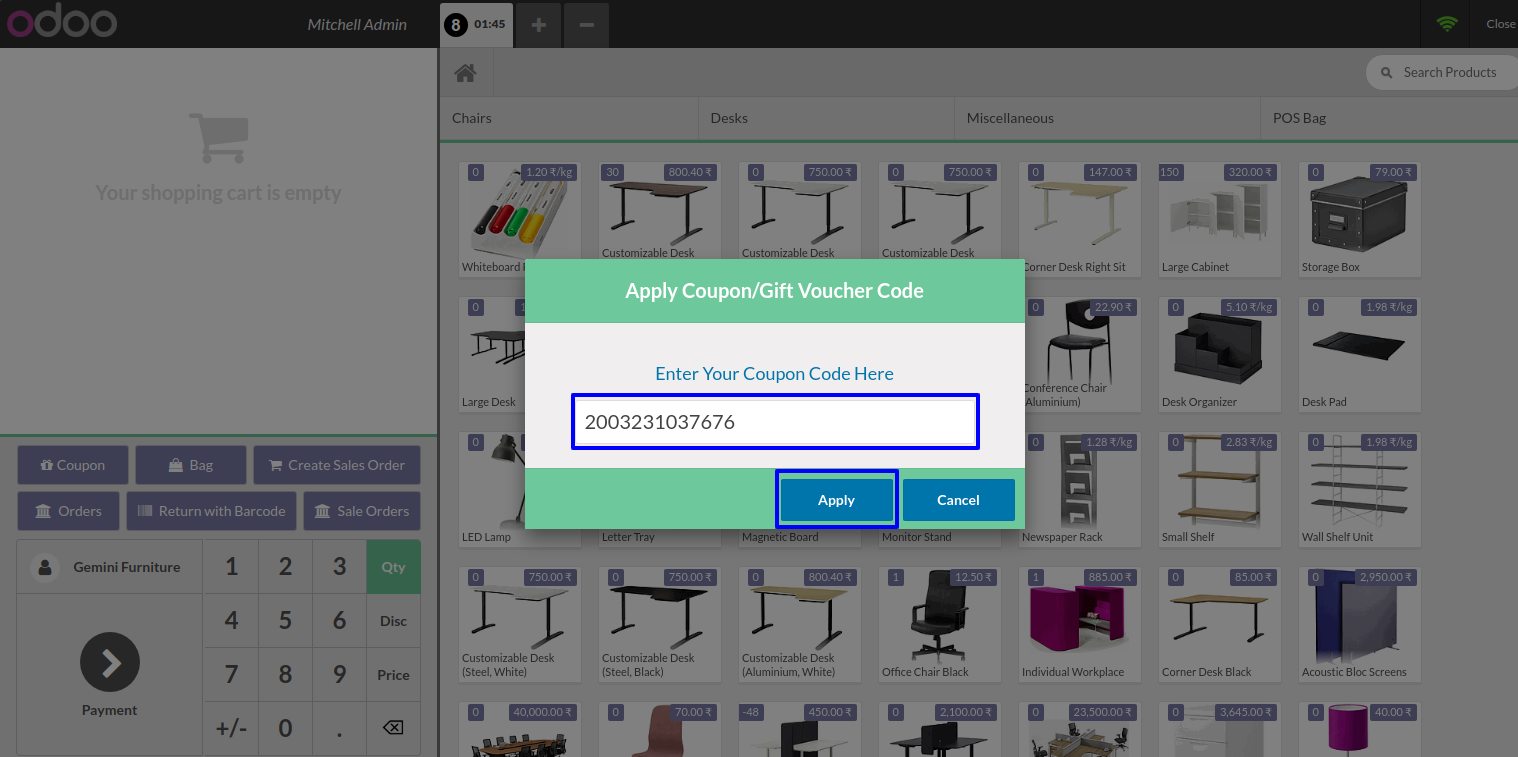 odoo
Mitchell Admin
8 01:45
Close
Search Products
Chairs Desks Miscellaneous POS Bag
Your shopping cart is empty
0 1.20 ₹/kg 30 800.40 ₹ 0 750.00 ₹ 0 750.00 ₹ 0 147.00 ₹ 150 320.00 ₹ 0 79.00 ₹
Customizable Desk Customizable Desk Customizable Desk
Whiteboard Corner Desk Right Sit Large Cabinet Storage Box
Apply Coupon/Gift Voucher Code
0 22.90 ₹ 0 5.10 ₹/kg 0 1.98 ₹/kg
Enter Your Coupon Code Here
2003231037676
Large Desk Conference Chair (Aluminium) Desk Organizer Desk Pad
0 0 1.28 ₹/kg 0 2.83 ₹/kg 0 1.98 ₹/kg
Apply Cancel
LED Lamp Letter Tray Magnetic Board Monitor Stand Newspaper Rack Small Shelf Wall Shelf Unit
Coupon Bag Create Sales Order
Orders Return with Barcode Sale Orders
Gemini Furniture 1 2 3 Qty
4 5 6 Disc
7 8 9 Price
Payment
+/- 0 .
0 750.00 ₹ 0 750.00 ₹ 0 800.40 ₹ 1 12.50 ₹ 1 885.00 ₹ 0 85.00 ₹ 0 2,950.00 ₹
Customizable Desk (Steel, White) Customizable Desk (Steel, Black) Customizable Desk (Aluminium, White) Office Chair Black Individual Workplace Corner Desk Black Acoustic Bloc Screens
0 40,000.00 ₹ 0 70.00 ₹ -48 450.00 ₹ 0 2,100.00 ₹ 0 23,500.00 ₹ 0 3,645.00 ₹ 0 40.00 ₹